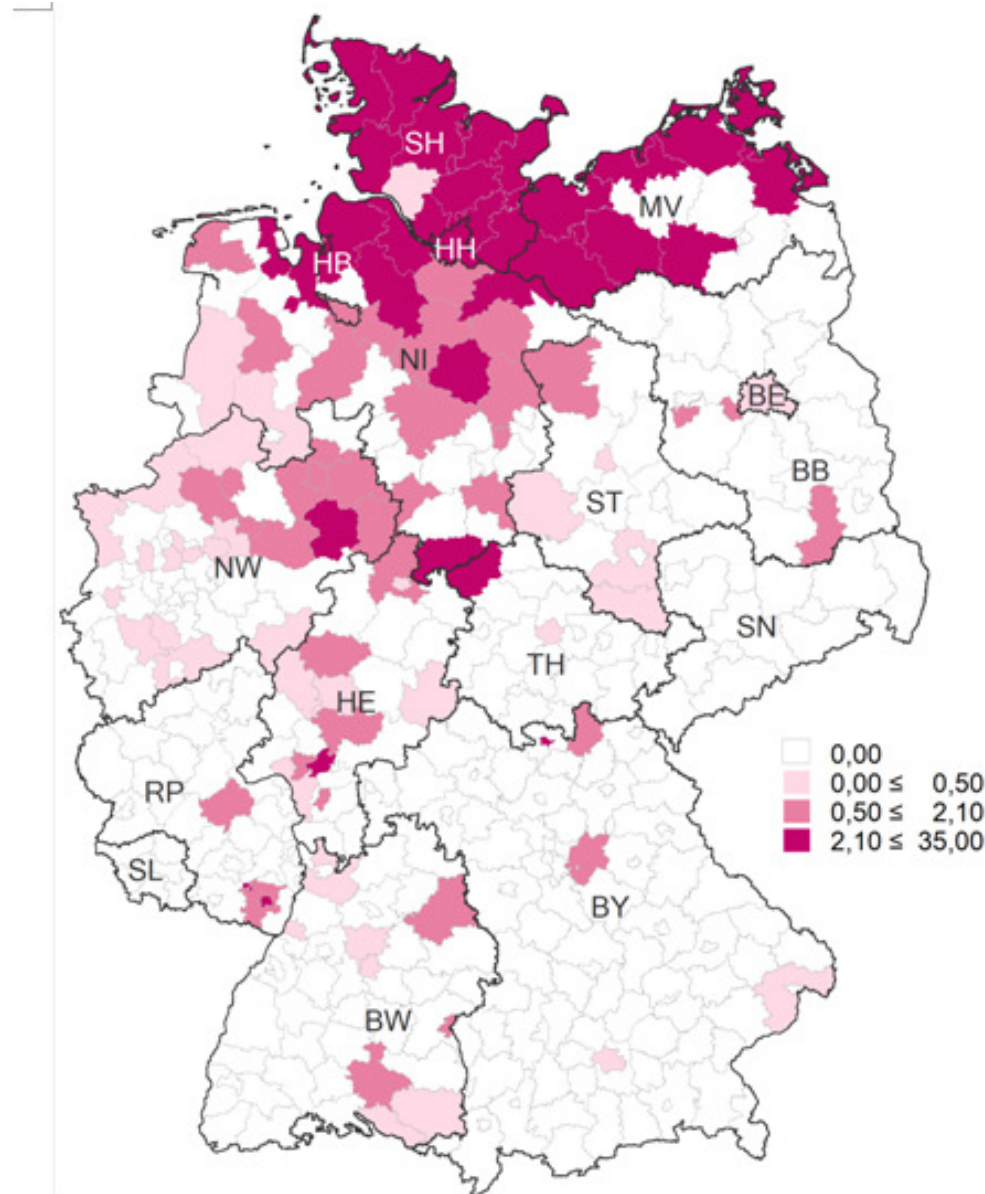 SH
MV
HH
HB
NI
BE
BB
ST
NW
SN
TH
HE
RP
SL
BY
BW
0,00
0,00 ≤ 0,50
0,50 ≤ 2,10
2,10 ≤ 35,00